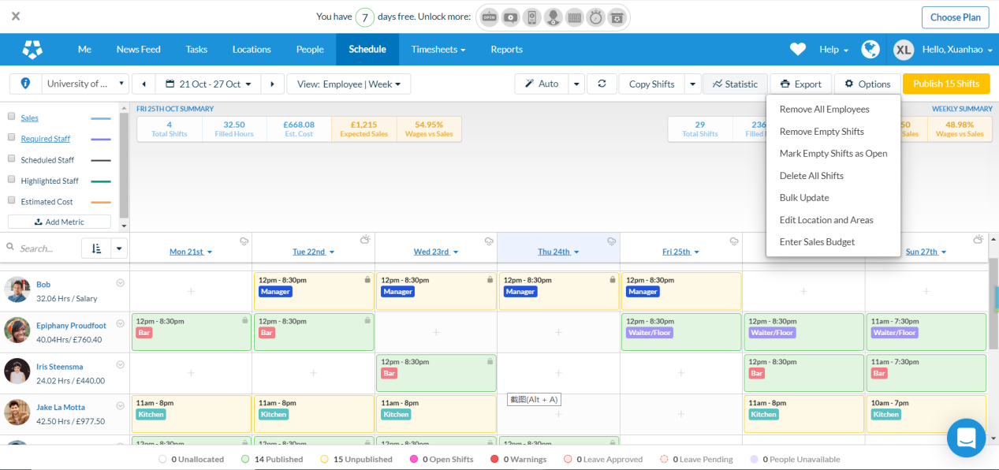 You have 7 days free. Unlock more: OPEN
Choose Plan
Me News Feed Tasks Locations People Schedule Timesheets Reports Help XL Hello, Xuanhao
University of ... 21 Oct - 27 Oct View: Employee | Week Auto Copy Shifts Statistic Export Options Publish 15 Shifts
Remove All Employees
Remove Empty Shifts
Mark Empty Shifts as Open
Delete All Shifts
Bulk Update
Edit Location and Areas
Enter Sales Budget
Sales
Required Staff
Scheduled Staff
Highlighted Staff
Estimated Cost
Add Metric
FRI 25TH OCT SUMMARY
4 32.50 £668.08 £1,215 54.95%
Total Shifts Filled Hours Est. Cost Expected Sales Wages vs Sales
WEEKLY SUMMARY
29 236 50 48.98%
Total Shifts Filled Sales Wages vs Sales
Search... Mon 21st Tue 22nd Wed 23rd Thu 24th Fri 25th Sun 27th
Bob
32.06 Hrs / Salary
12pm - 8:30pm 12pm - 8:30pm 12pm - 8:30pm 12pm - 8:30pm
Manager Manager Manager Manager
Epiphany Proudfoot
40.04Hrs/ £760.40
12pm - 8:30pm 12pm - 8:30pm 12pm - 8:30pm 12pm - 8:30pm 11am - 7:30pm
Bar Bar Waiter/Floor Waiter/Floor Waiter/Floor
Iris Steensma
24.02 Hrs / £440.00
12pm - 8:30pm 12pm - 8:30pm 11am - 7:30pm
Bar Bar Bar
截图(Alt + A)
Jake La Motta
42.50 Hrs / £977.50
11am - 8pm 11am - 8pm 11am - 8pm 11am - 8pm 10am - 7pm
Kitchen Kitchen Kitchen Kitchen Kitchen
12pm - 8:30pm 12pm - 8:30pm 12pm - 8:30pm 12pm - 8:30pm
0 Unallocated 14 Published 15 Unpublished 0 Open Shifts 0 Warnings 0 Leave Approved 0 Leave Pending 0 People Unavailable